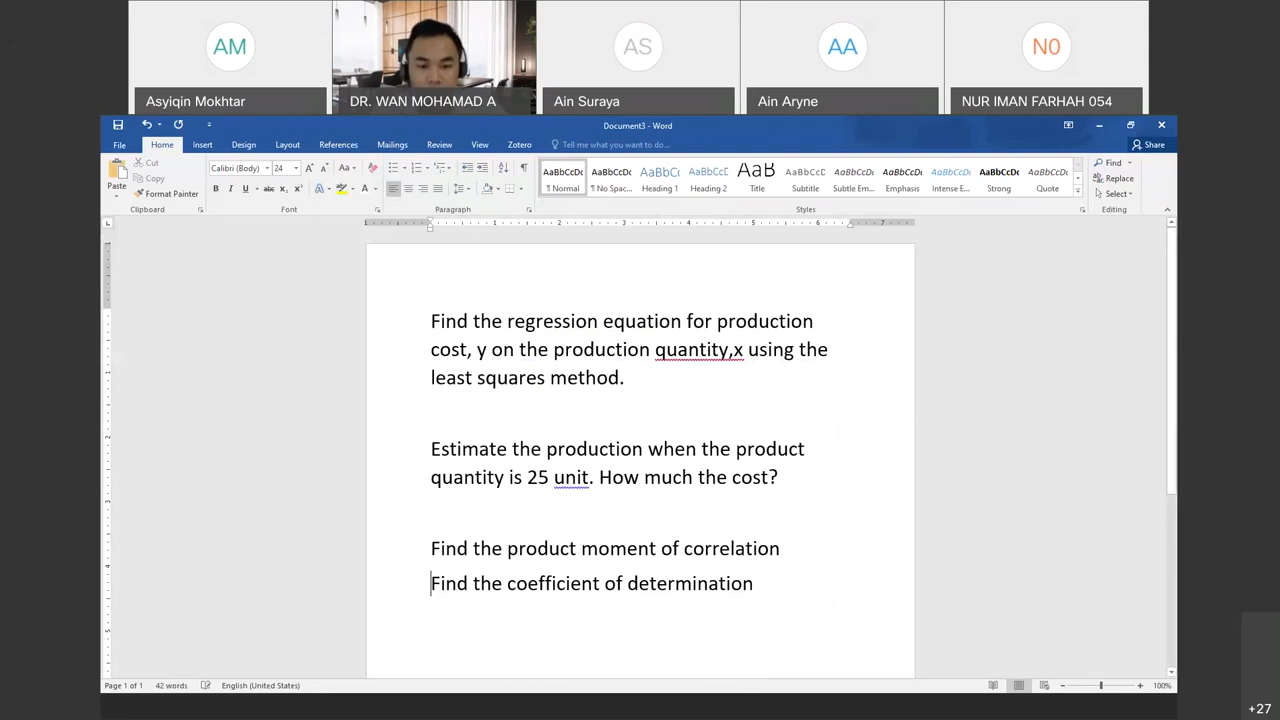 AM
AS
AA
N0
Asyiqin Mokhtar
DR. WAN MOHAMAD A
Ain Suraya
Ain Aryne
NUR IMAN FARHAH 054
Document3 - Word
File
Home
Insert
Design
Layout
References
Mailings
Review
View
Zotero
Tell me what you want to do...
Share
Paste
Cut
Copy
Format Painter
Clipboard
Calibri (Body)
24
Font
Paragraph
AaBbCcDc
¶ Normal
AaBbCcDc
¶ No Spac...
AaBbCc
Heading 1
AaBbCcC
Heading 2
AaB
Title
AaBbCcD
Subtitle
AaBbCcDc
Subtle Em...
AaBbCcDc
Emphasis
AaBbCcDc
Intense E...
AaBbCcDc
Strong
AaBbCcDc
Quote
Styles
Find
Replace
Select
Editing
Find the regression equation for production
cost, y on the production quantity,x using the
least squares method.
Estimate the production when the product
quantity is 25 unit. How much the cost?
Find the product moment of correlation
Find the coefficient of determination
Page 1 of 1
42 words
English (United States)
100%
+27